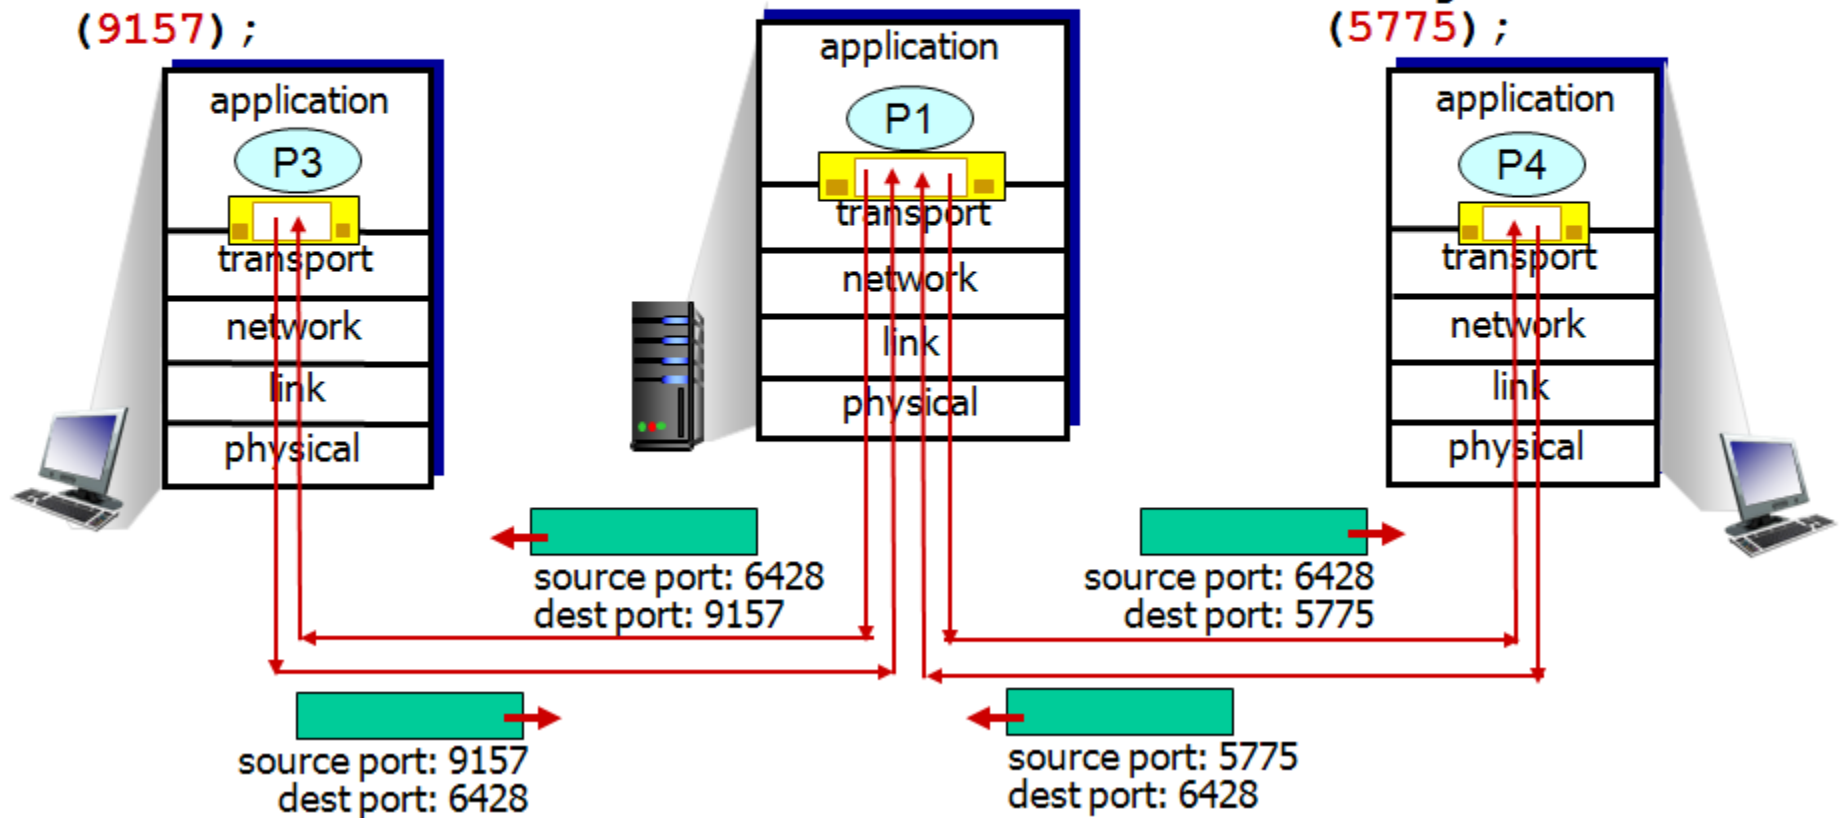 (9157);
application
P3
transport
network
link
physical
application
P1
transport
network
link
physical
(5775);
application
P4
transport
network
link
physical
source port: 6428
dest port: 9157
source port: 6428
dest port: 5775
source port: 9157
dest port: 6428
source port: 5775
dest port: 6428